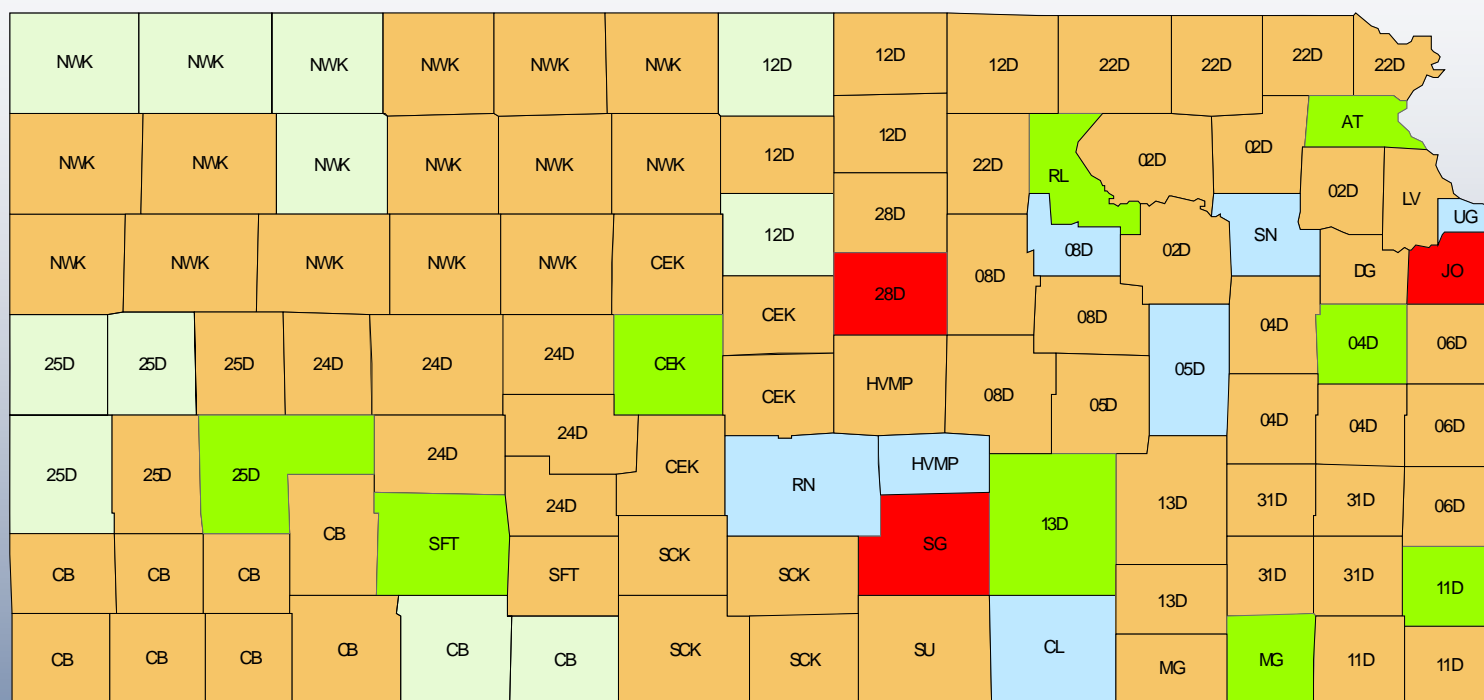 NWK NWK NWK NWK NWK NWK 12D 12D 12D 22D 22D 22D 22D
NWK NWK NWK NWK NWK NWK 12D 12D 22D RL 02D 02D AT
NWK NWK NWK NWK NWK CEK 12D 28D 08D 02D SN 02D LV UG
CEK 28D 08D 08D DG JO
25D 25D 25D 24D 24D 24D CEK CEK HVMP 08D 05D 05D 04D 04D 06D
25D 25D 25D 24D 24D CEK RN HVMP 13D 13D 04D 04D 06D
CB 24D SCK SG 31D 31D 06D
CB CB CB SFT SFT SCK 13D 31D 31D 11D
CB CB CB CB CB CB SCK SCK SU CL MG MG 11D 11D